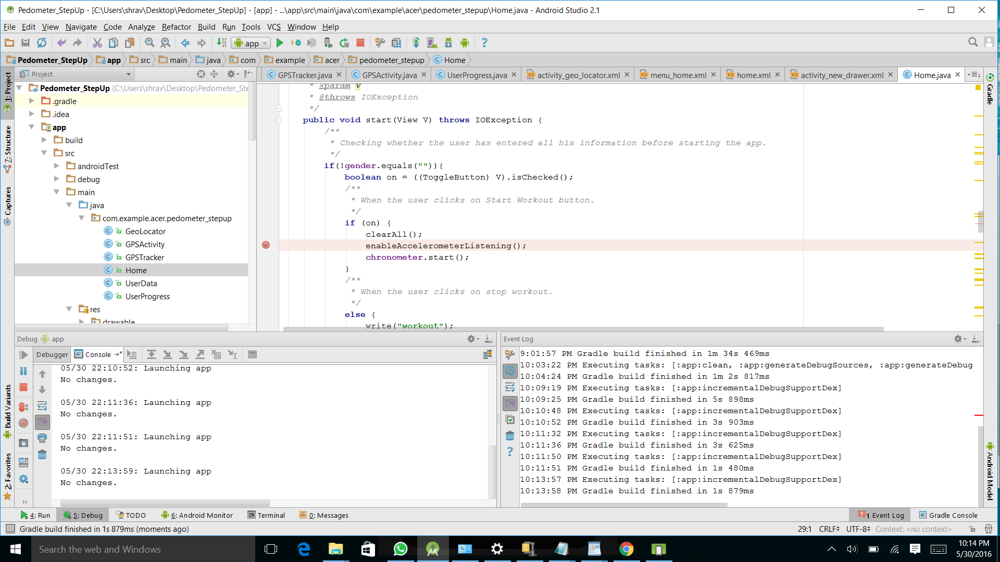 Pedometer_StepUp - [C:\Users\shrav\Desktop\Pedometer_StepUp] - [app] - ...\app\src\main\java\com\example\acer\pedometer_stepup\Home.java - Android Studio 2.1
File Edit View Navigate Code Analyze Refactor Build Run Tools VCS Window Help
app
Pedometer_StepUp app src main java com example acer pedometer_stepup Home
Project
GPSTracker.java GPSActivity.java UserProgress.java activity_geo_locator.xml menu_home.xml home.xml activity_new_drawer.xml Home.java
1: Project
7: Structure
Captures
Build Variants
2: Favorites
Pedometer_StepUp (C:\Users\shrav\Desktop\Pedometer_Ste
.gradle
.idea
app
build
src
androidTest
debug
main
java
com.example.acer.pedometer_stepup
GeoLocator
GPSActivity
GPSTracker
Home
UserData
UserProgress
res
drawable
* @param V
* @throws IOException
*/
public void start(View V) throws IOException {
/**
* Checking whether the user has entered all his information before starting the app.
*/
if(!gender.equals("")){
boolean on = ((ToggleButton) V).isChecked();
/**
* When the user clicks on Start Workout button.
*/
if (on) {
clearAll();
enableAccelerometerListening();
chronometer.start();
}
/**
* When the user clicks on stop workout.
*/
else {
write("workout");
Gradle
Android Model
Debug app
Debugger Console
05/30 22:10:52: Launching app
No changes.
05/30 22:11:36: Launching app
No changes.
05/30 22:11:51: Launching app
No changes.
05/30 22:13:59: Launching app
No changes.
Event Log
9:01:57 PM Gradle build finished in 1m 34s 469ms
10:03:22 PM Executing tasks: [:app:clean, :app:generateDebugSources, :app:generateDebug
10:04:24 PM Gradle build finished in 1m 2s 817ms
10:09:19 PM Executing tasks: [:app:incrementalDebugSupportDex]
10:09:25 PM Gradle build finished in 5s 898ms
10:10:48 PM Executing tasks: [:app:incrementalDebugSupportDex]
10:10:52 PM Gradle build finished in 3s 903ms
10:11:32 PM Executing tasks: [:app:incrementalDebugSupportDex]
10:11:36 PM Gradle build finished in 3s 625ms
10:11:50 PM Executing tasks: [:app:incrementalDebugSupportDex]
10:11:51 PM Gradle build finished in 1s 480ms
10:13:57 PM Executing tasks: [:app:incrementalDebugSupportDex]
10:13:58 PM Gradle build finished in 1s 879ms
4: Run 5: Debug TODO 6: Android Monitor Terminal 0: Messages 1 Event Log Gradle Console
Gradle build finished in 1s 879ms (moments ago) 29:1 CRLF UTF-8 Context: <no context>
Search the web and Windows
10:14 PM
5/30/2016